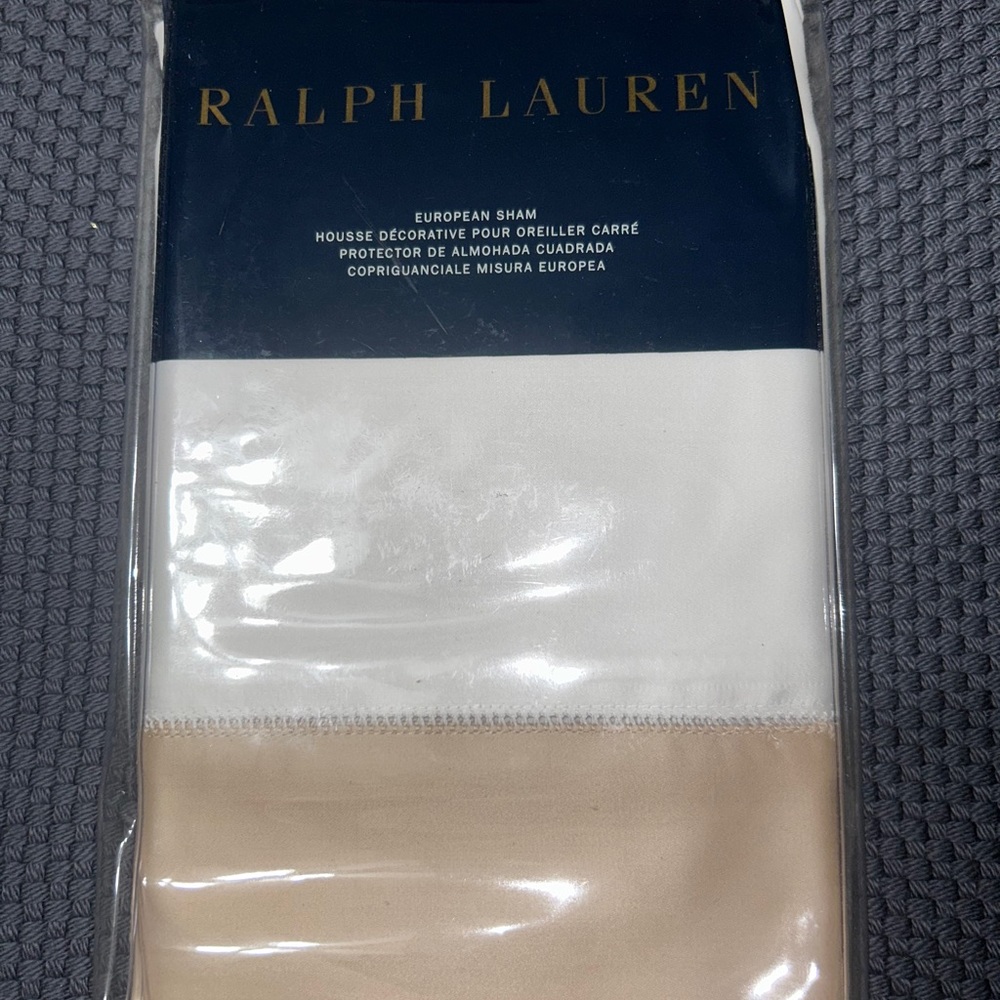 RALPH LAUREN
EUROPEAN SHAM
HOUSSE DÉCORATIVE POUR OREILLER CARRÉ
PROTECTOR DE ALMOHADA CUADRADA
COPRIGUANCIALE MISURA EUROPEA